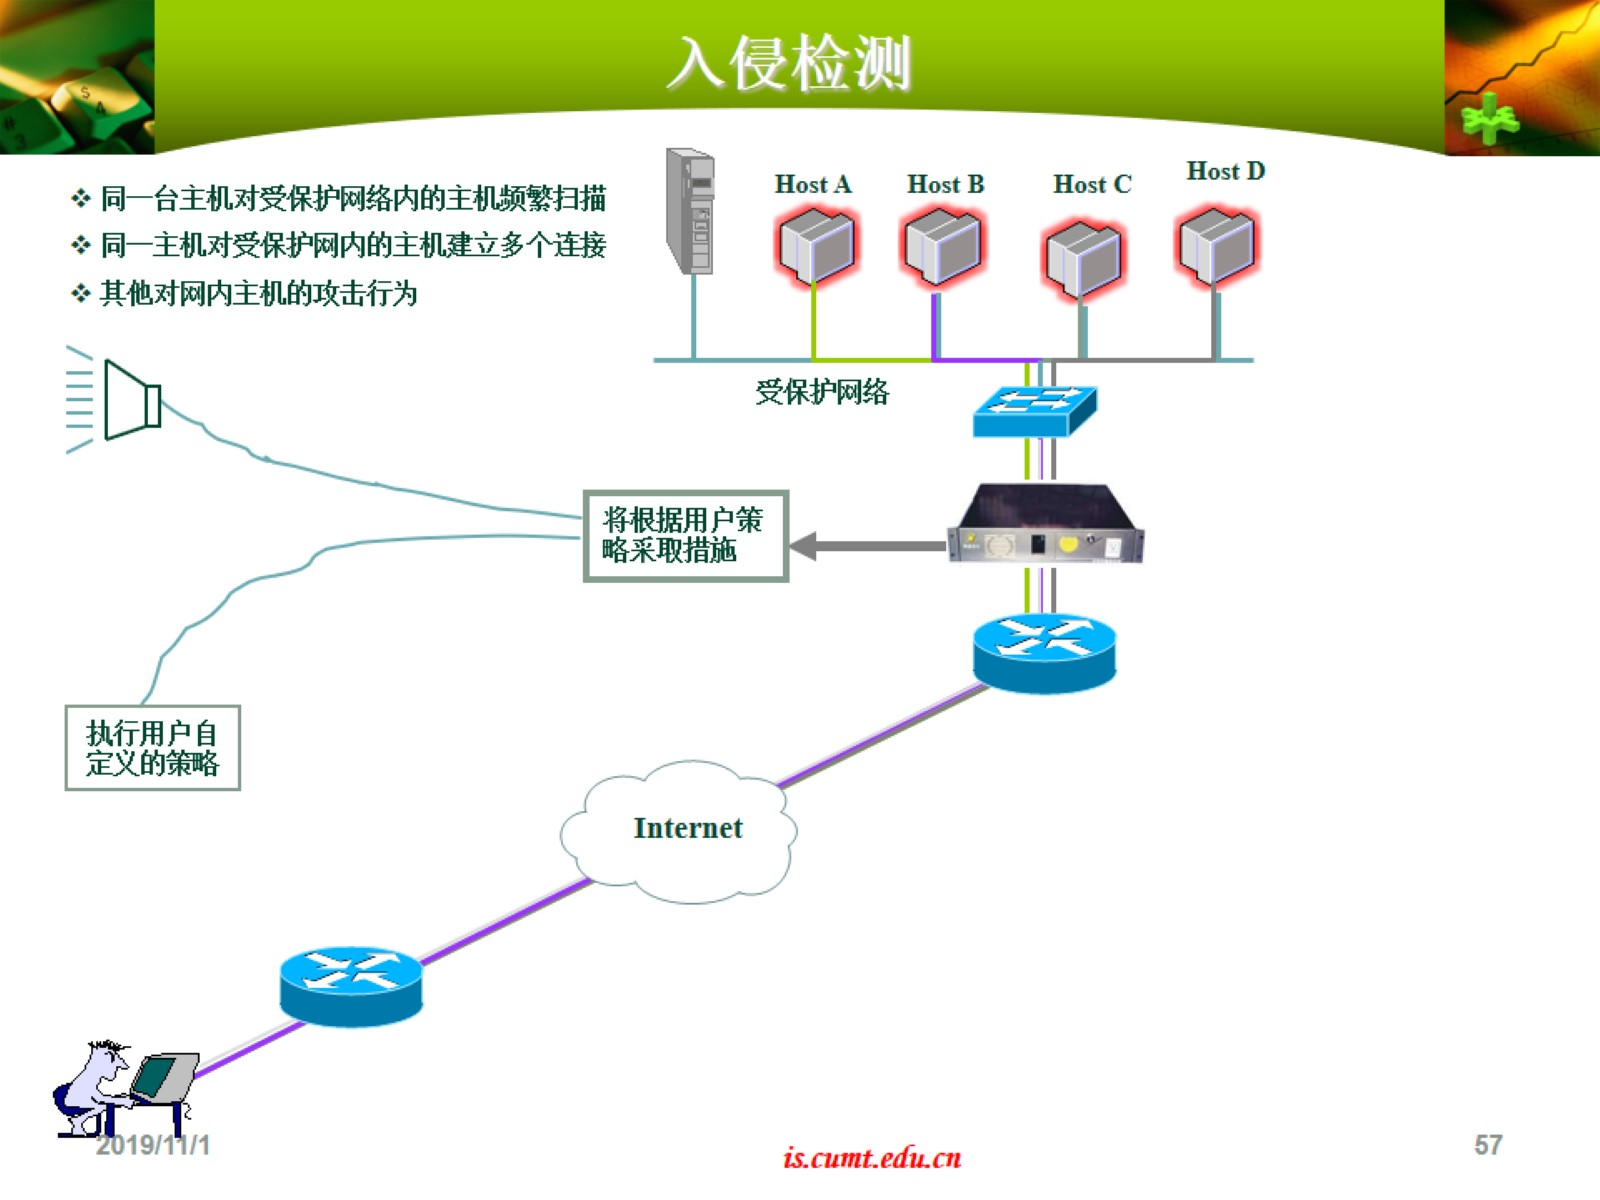 入侵检测
同一台主机对受保护网络内的主机频繁扫描
同一主机对受保护网内的主机建立多个连接
其他对网内主机的攻击行为
Host A
Host B
Host C
Host D
受保护网络
将根据用户策
略采取措施
执行用户自
定义的策略
Internet
2019/11/1
is.cumt.edu.cn
57